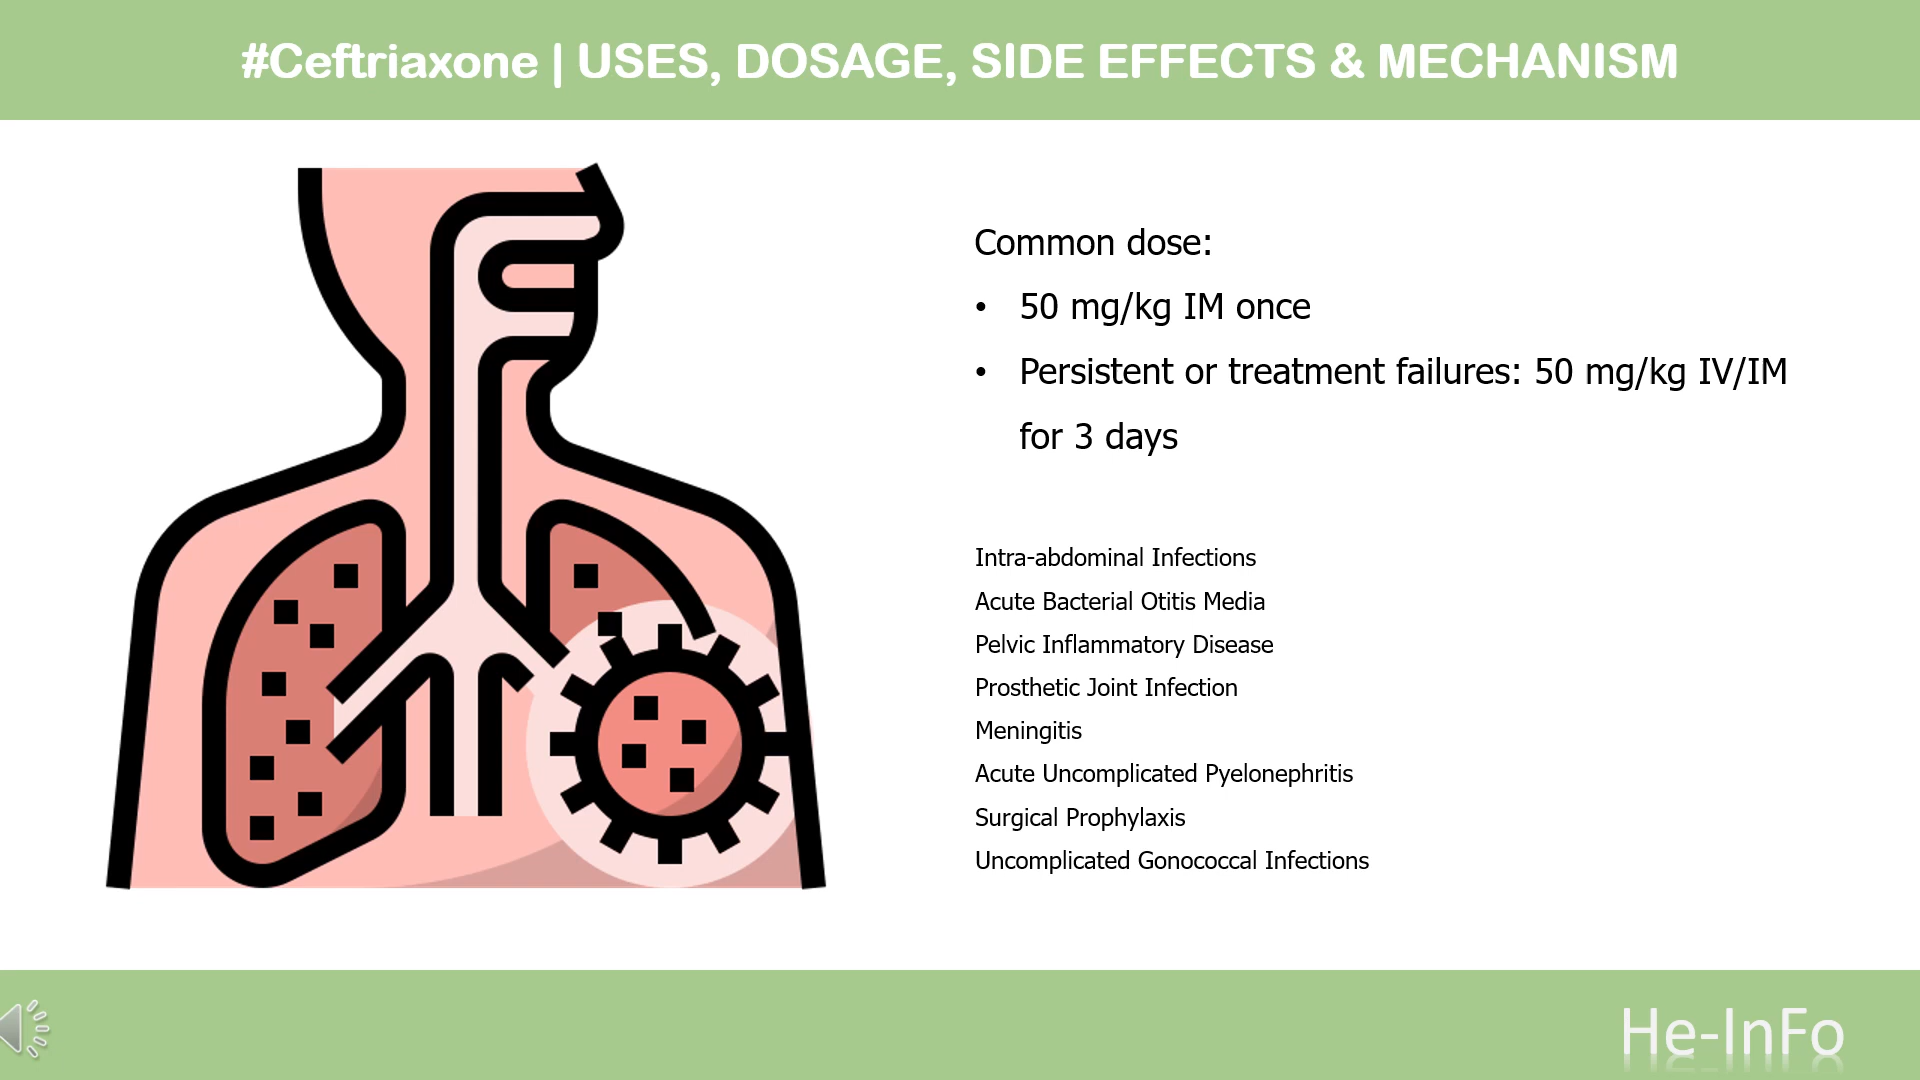 #Ceftriaxone | USES, DOSAGE, SIDE EFFECTS & MECHANISM
Common dose:
• 50 mg/kg IM once
• Persistent or treatment failures: 50 mg/kg IV/IM
for 3 days
Intra-abdominal Infections
Acute Bacterial Otitis Media
Pelvic Inflammatory Disease
Prosthetic Joint Infection
Meningitis
Acute Uncomplicated Pyelonephritis
Surgical Prophylaxis
Uncomplicated Gonococcal Infections
He-InFo